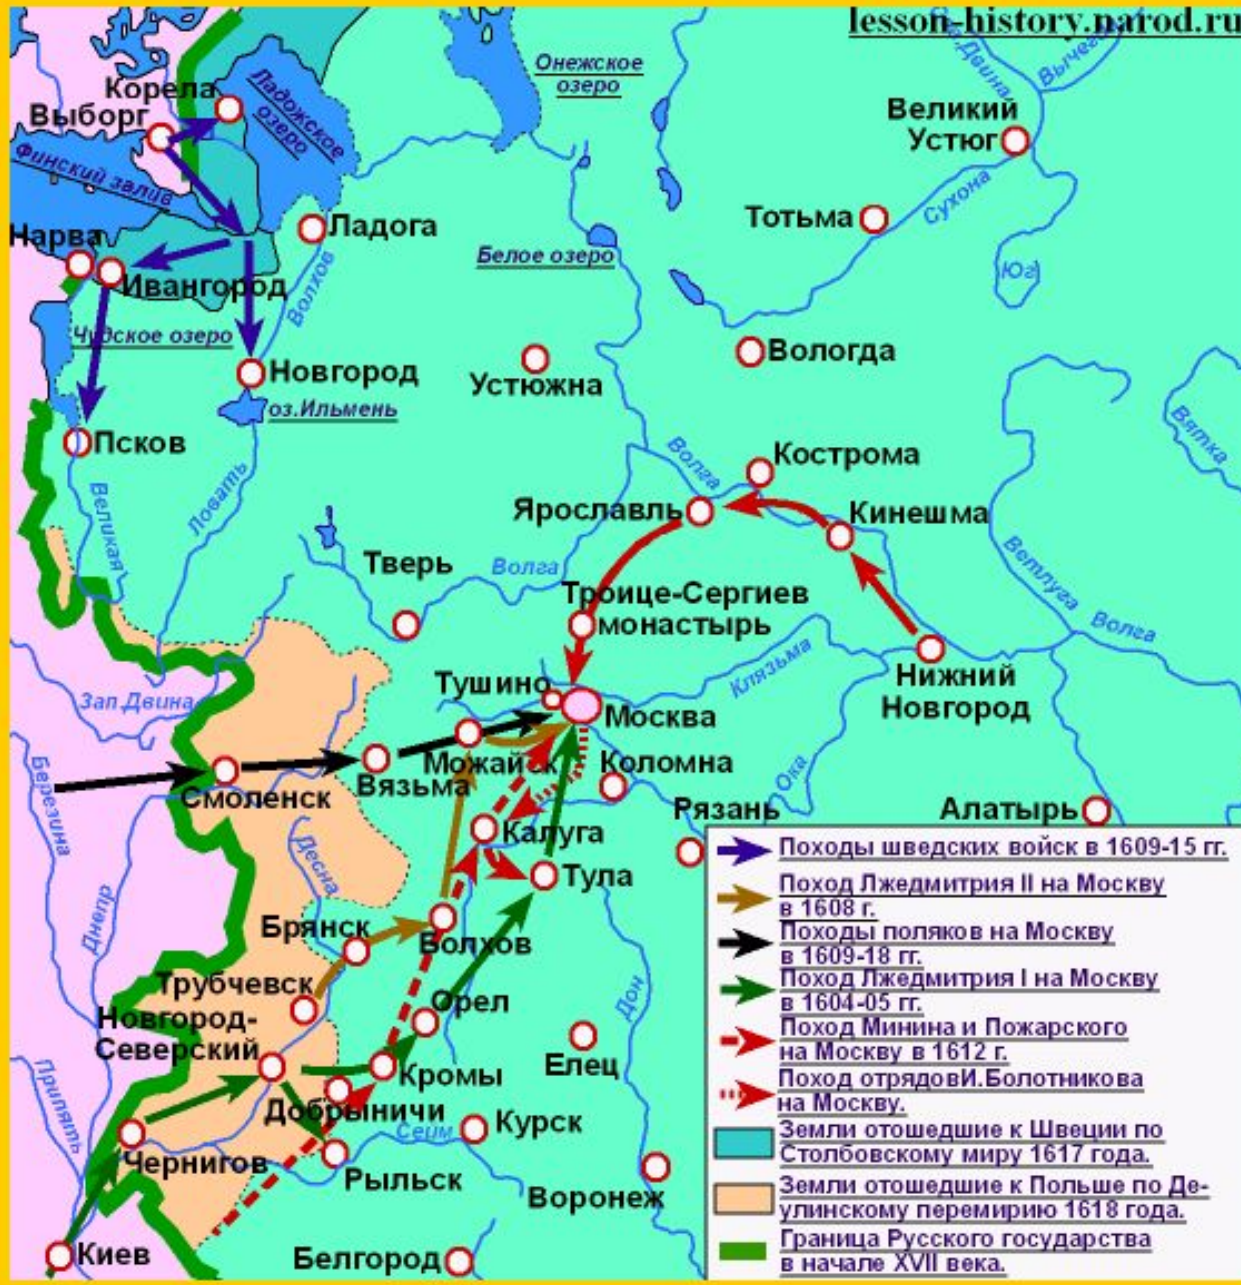 lesson-history.narod.ru
Онежское
озеро
Ладожское
озеро
Корела
Выборг
Финский залив
Великий
Устюг
Сухона
Тотьма
Юг
Ладога
Волхов
Белое озеро
Нарва
Ивангород
Чудское озеро
Новгород
оз.Ильмень
Устюжна
Вологда
Вятка
Псков
Великая
Ловать
Волга
Кострома
Ярославль
Кинешма
Тверь
Волга
Ветлуга
Волга
Троице-Сергиев
монастырь
Клязьма
Нижний
Новгород
Зап.Двина
Тушино
Москва
Можайск
Вязьма
Смоленск
Березина
Коломна
Ока
Рязань
Алатырь
Калуга
Тула
Десна
Днепр
Брянск
Болхов
Трубчевск
Орел
Дон
Новгород-
Северский
Елец
Кромы
Добрыничи
Сеим
Курск
Припять
Чернигов
Рыльск
Воронеж
Киев
Белгород
Походы шведских войск в 1609-15 гг.
Поход Лжедмитрия II на Москву
в 1608 г.
Походы поляков на Москву
в 1609-18 гг.
Поход Лжедмитрия I на Москву
в 1604-05 гг.
Поход Минина и Пожарского
на Москву в 1612 г.
Поход отрядовИ.Болотникова
на Москву.
Земли отошедшие к Швеции по
Столбовскому миру 1617 года.
Земли отошедшие к Польше по Де-
улинскому перемирию 1618 года.
Граница Русского государства
в начале XVII века.